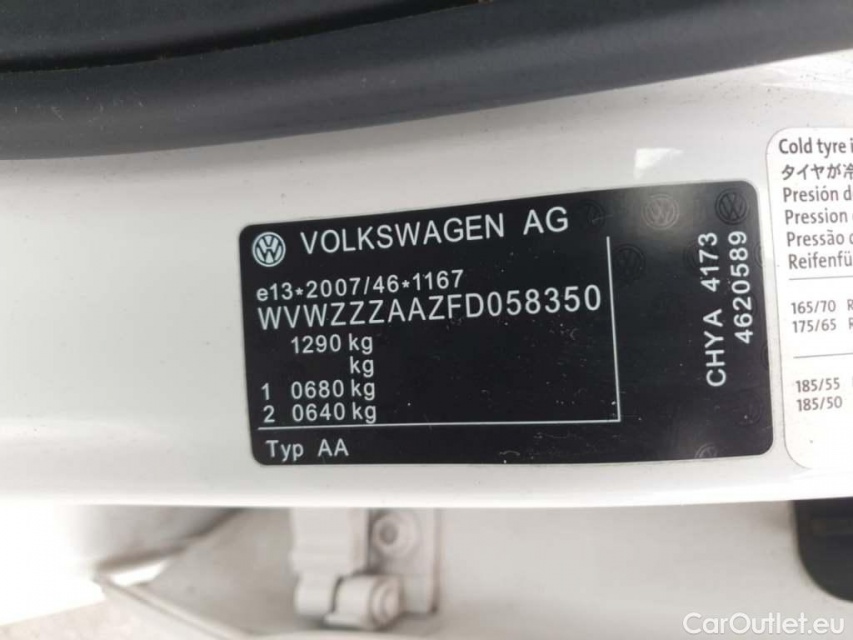 VOLKSWAGEN AG
e13*2007/46*1167
WVWZZZAAZFD058350
1290 kg
kg
1 0680 kg
2 0640 kg
Typ AA
CHYA 4173
4620589
Cold tyre i
タイヤが冷
Presión d
Pression
Pressão
Reifenfü
165/70 R
175/65 R
185/55
185/50
CarOutlet.eu